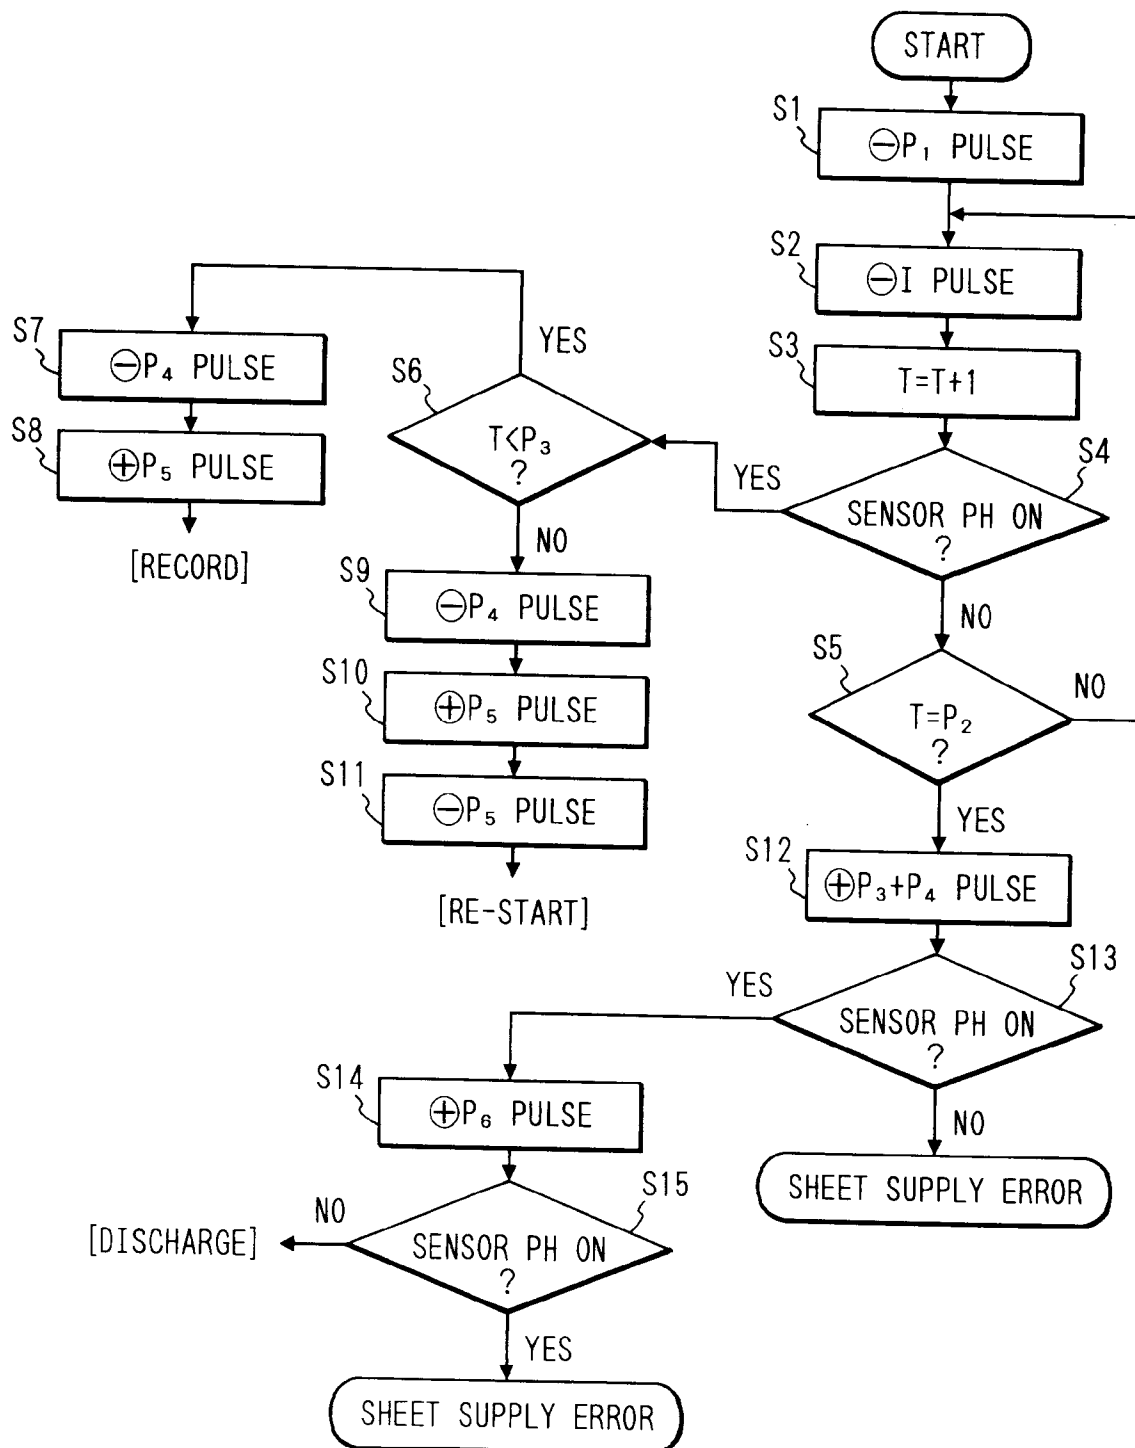 START
S1
⊖P₁ PULSE
S2
⊖I PULSE
S3
T=T+1
S4
SENSOR PH ON
?
YES
NO
S5
T=P₂
?
NO
YES
S6
T<P₃
?
YES
NO
S7
⊖P₄ PULSE
S8
⊕P₅ PULSE
[RECORD]
S9
⊖P₄ PULSE
S10
⊕P₅ PULSE
S11
⊖P₅ PULSE
[RE-START]
S12
⊕P₃+P₄ PULSE
S13
SENSOR PH ON
?
YES
NO
SHEET SUPPLY ERROR
S14
⊕P₆ PULSE
S15
SENSOR PH ON
?
NO
[DISCHARGE]
YES
SHEET SUPPLY ERROR